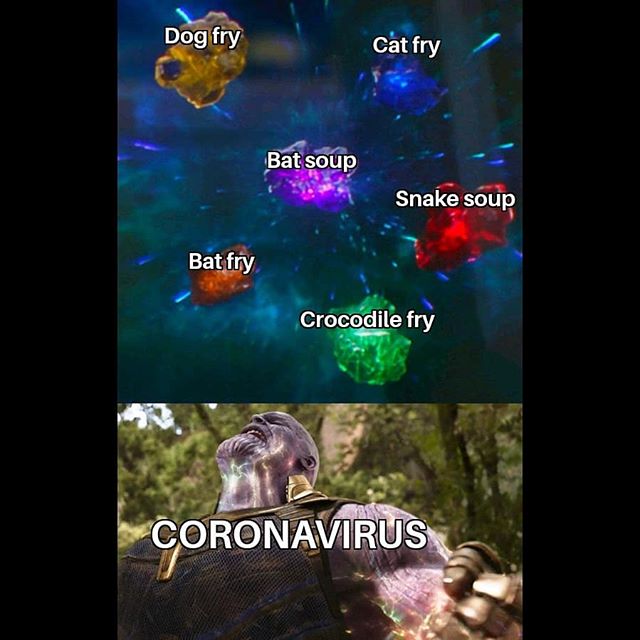 Dog fry
Cat fry
Bat soup
Snake soup
Bat fry
Crocodile fry
CORONAVIRUS